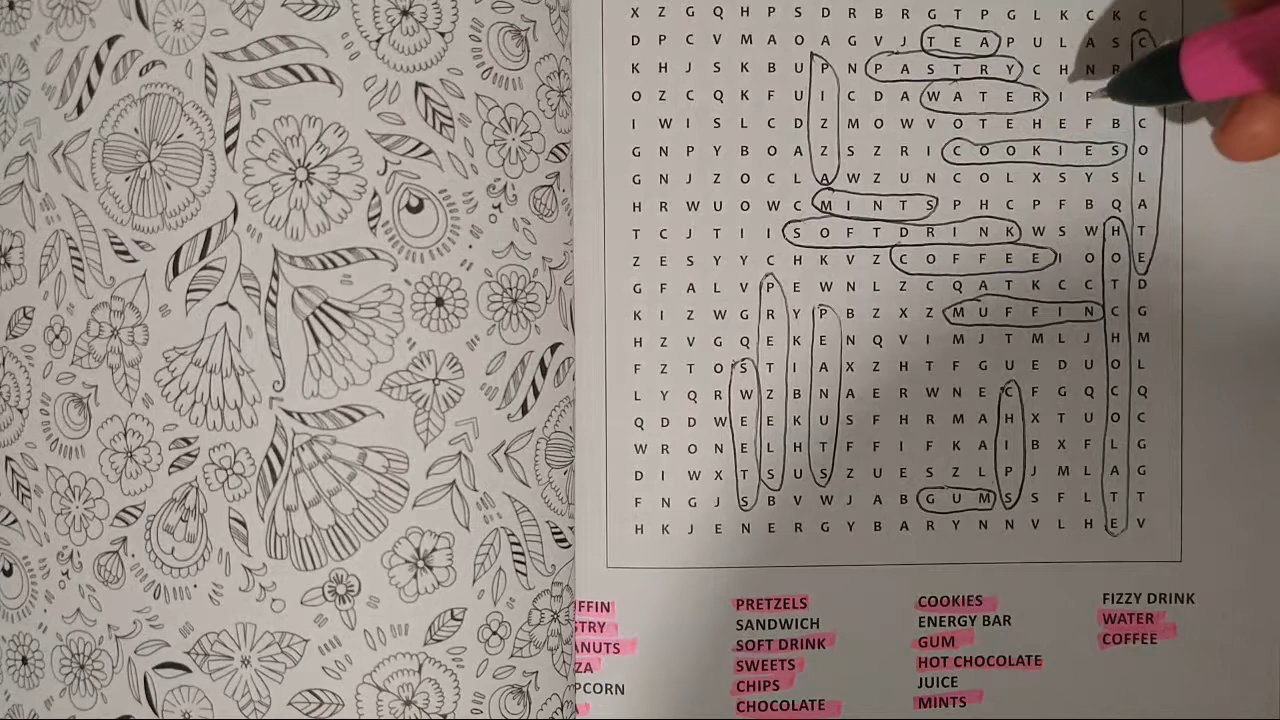 X Z G Q H P S D R B R G T P G L K C K C
D P C V M A O A G V J T E A P U L A S C
K H J S K B U P N P A S T R Y C H N R
O Z C Q K F U I C D A W A T E R I F
I W I S L C D Z M O W V O T E H E F B C
G N P Y B O A Z S Z R I C O O K I E S O
G N J Z O C L A W Z U N C O L X S Y S L
H R W U O W C M I N T S P H C P F B Q A
T C J T I I S O F T D R I N K W S W H T
Z E S Y Y C H K V Z C O F F E E I O O E
G F A L V P E W N L Z C Q A T K C C T D
K I Z W G R Y P B Z X Z M U F F I N C G
H Z V G Q E K E N Q V I M J T M L J H M
F Z T O S T I A X Z H T F G U E D U O L
L Y Q R W Z B N A E R W N E C F G Q C Q
Q D D W E E K U S F H R M A H X T U O C
W R O N E L H T F F I F K A I B X F L G
D I W X T S U S Z U E S Z L P J M L A G
F N G J S B V W J A B G U M S S F L T T
H K J E N E R G Y B A R Y N N V L H E V
FFIN PRETZELS COOKIES FIZZY DRINK
STRY SANDWICH ENERGY BAR WATER
ANUTS SOFT DRINK GUM COFFEE
ZA SWEETS HOT CHOCOLATE
PCORN CHIPS JUICE
CHOCOLATE MINTS